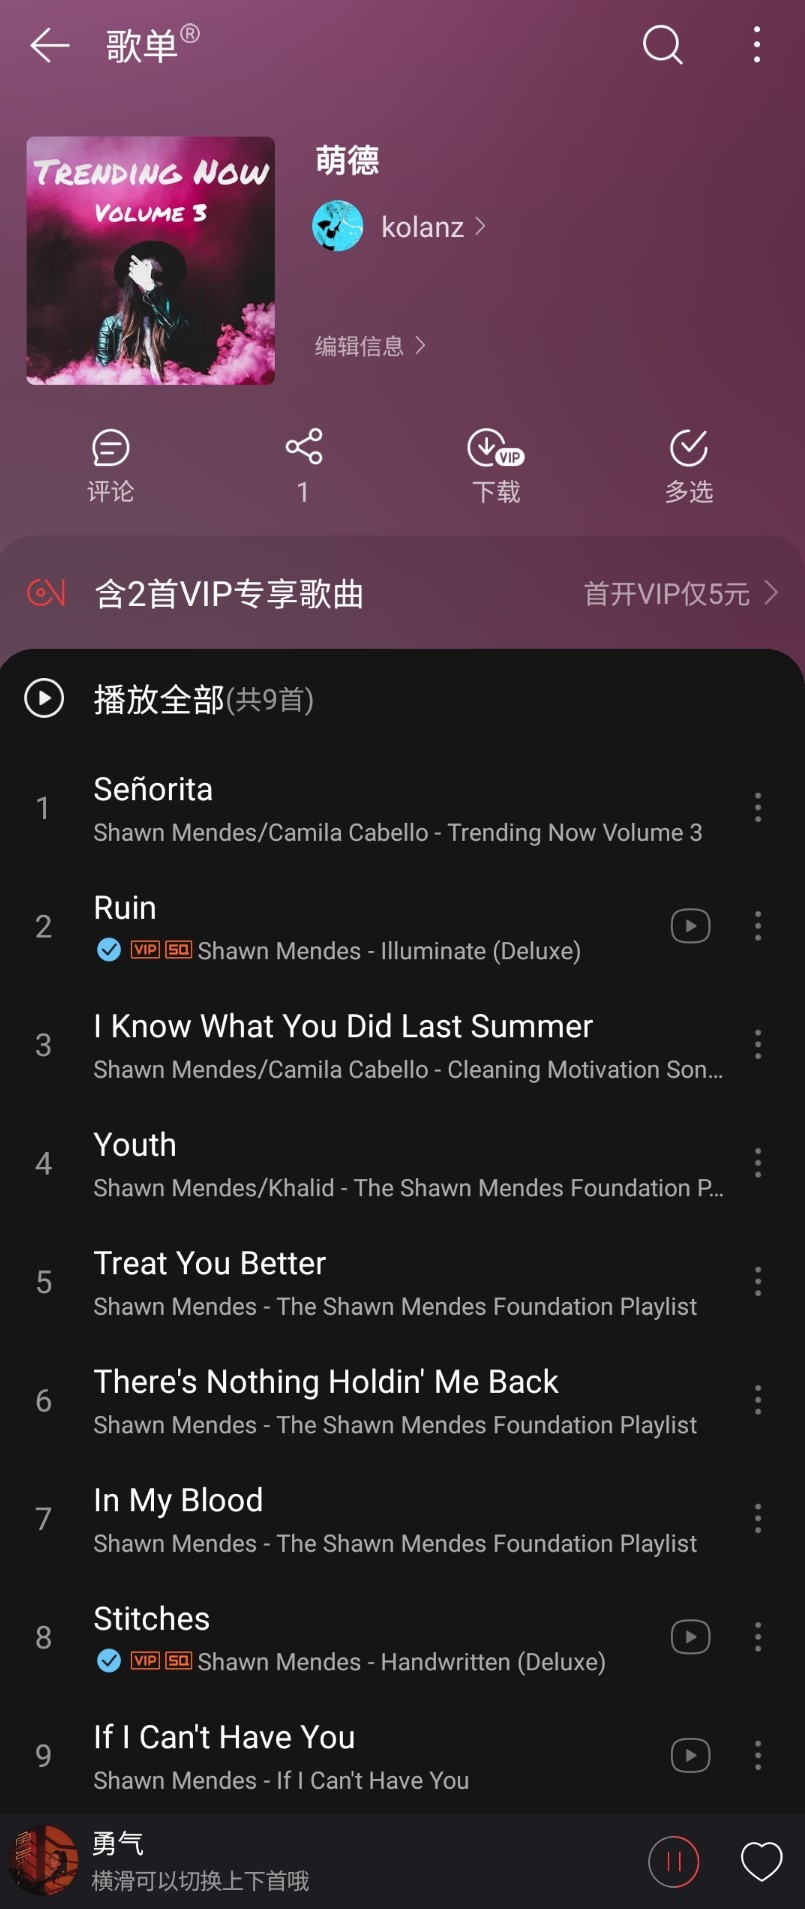 歌单®
TRENDING NOW
VOLUME 3
萌德
kolanz
编辑信息
VIP
评论
1
下载
多选
含2首VIP专享歌曲
首开VIP仅5元
播放全部(共9首)
1
Señorita
Shawn Mendes/Camila Cabello - Trending Now Volume 3
2
Ruin
VIP SQ Shawn Mendes - Illuminate (Deluxe)
3
I Know What You Did Last Summer
Shawn Mendes/Camila Cabello - Cleaning Motivation Son...
4
Youth
Shawn Mendes/Khalid - The Shawn Mendes Foundation P...
5
Treat You Better
Shawn Mendes - The Shawn Mendes Foundation Playlist
6
There's Nothing Holdin' Me Back
Shawn Mendes - The Shawn Mendes Foundation Playlist
7
In My Blood
Shawn Mendes - The Shawn Mendes Foundation Playlist
8
Stitches
VIP SQ Shawn Mendes - Handwritten (Deluxe)
9
If I Can't Have You
Shawn Mendes - If I Can't Have You
勇气
横滑可以切换上下首哦